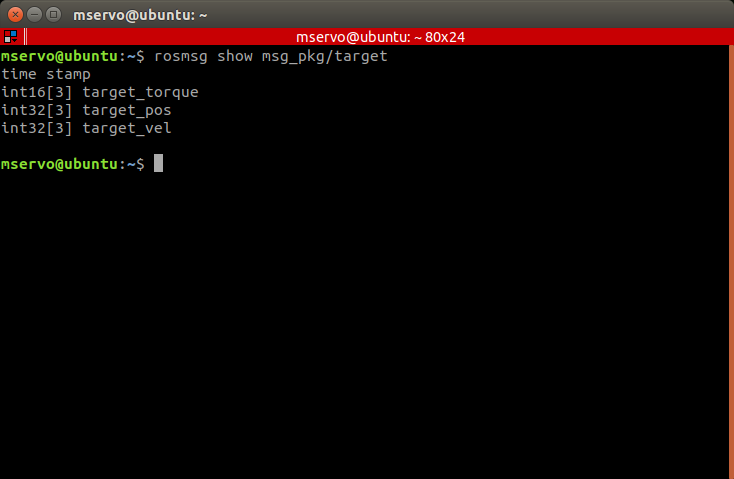 mservo@ubuntu: ~
mservo@ubuntu: ~ 80x24
mservo@ubuntu:~$ rosmsg show msg_pkg/target
time stamp
int16[3] target_torque
int32[3] target_pos
int32[3] target_vel
mservo@ubuntu:~$